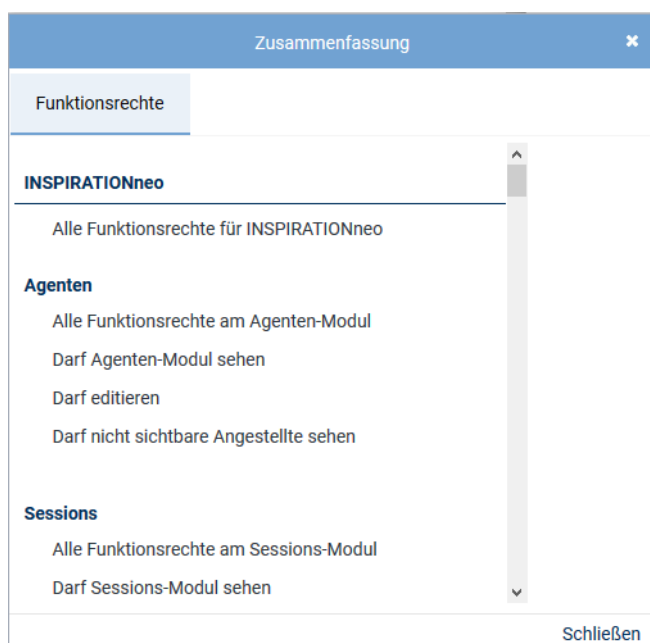 Zusammenfassung
Funktionsrechte
INSPIRATIONneo
Alle Funktionsrechte für INSPIRATIONneo
Agenten
Alle Funktionsrechte am Agenten-Modul
Darf Agenten-Modul sehen
Darf editieren
Darf nicht sichtbare Angestellte sehen
Sessions
Alle Funktionsrechte am Sessions-Modul
Darf Sessions-Modul sehen
Schließen